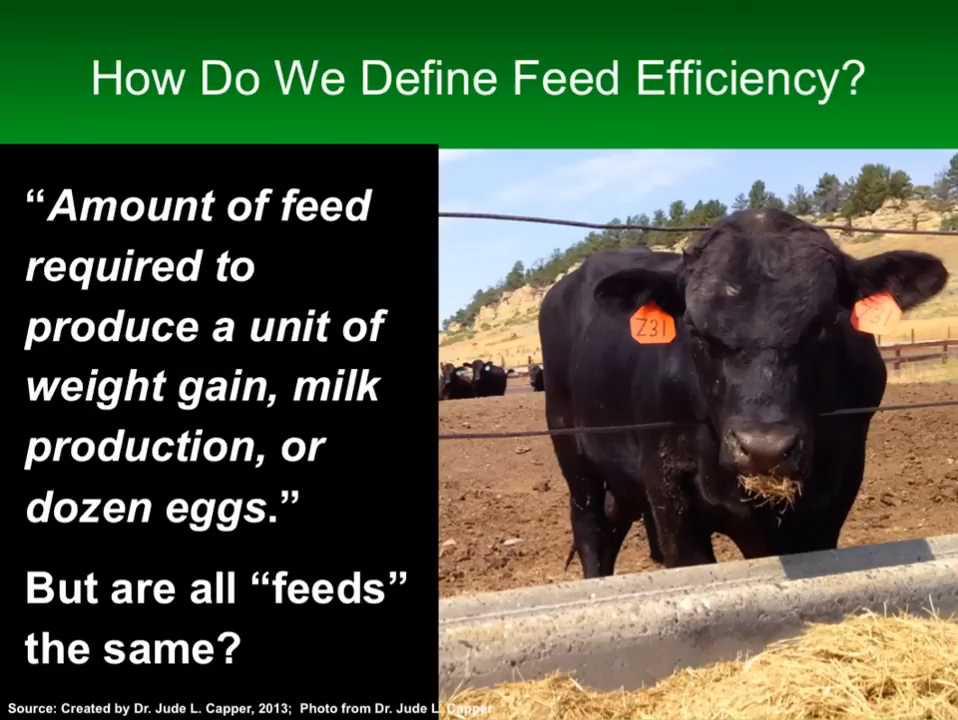 How Do We Define Feed Efficiency?
“Amount of feed
required to
produce a unit of
weight gain, milk
production, or
dozen eggs.”
But are all “feeds”
the same?
Z31
Source: Created by Dr. Jude L. Capper, 2013; Photo from Dr. Jude L. Capper